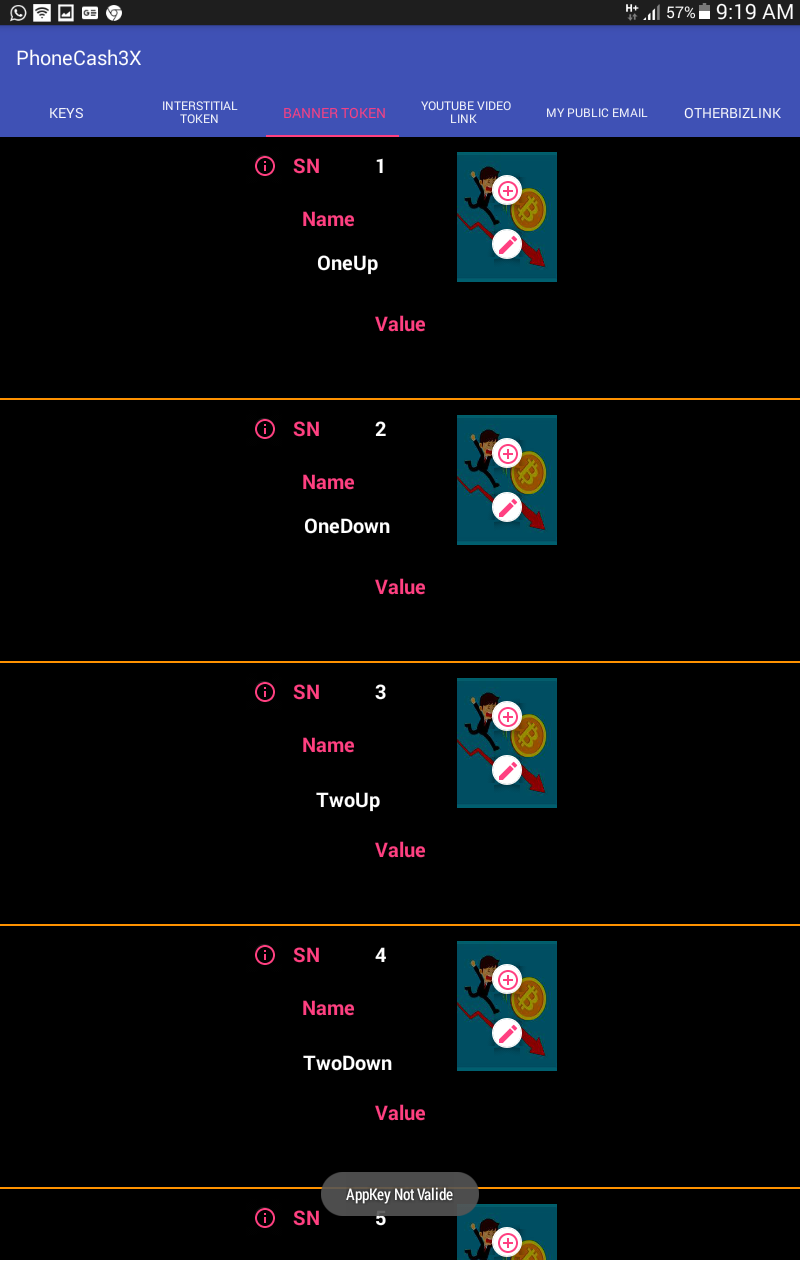 H+ 57% 9:19 AM
PhoneCash3X
KEYS
INTERSTITIAL
TOKEN
BANNER TOKEN
YOUTUBE VIDEO
LINK
MY PUBLIC EMAIL
OTHERBIZLINK
SN 1
Name
OneUp
Value
SN 2
Name
OneDown
Value
SN 3
Name
TwoUp
Value
SN 4
Name
TwoDown
Value
AppKey Not Valide
SN 5